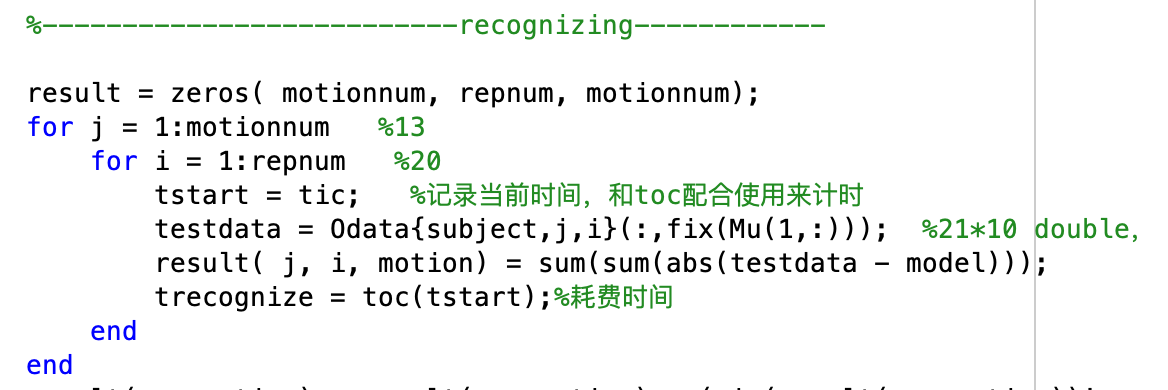 %--------------------------recognizing------------
result = zeros( motionnum, repnum, motionnum);
for j = 1:motionnum   %13
    for i = 1:repnum   %20
        tstart = tic;   %记录当前时间，和toc配合使用来计时
        testdata = Odata{subject,j,i}(:,fix(Mu(1,:)));  %21*10 double，
        result( j, i, motion) = sum(sum(abs(testdata - model)));
        trecognize = toc(tstart);%耗费时间
    end
end